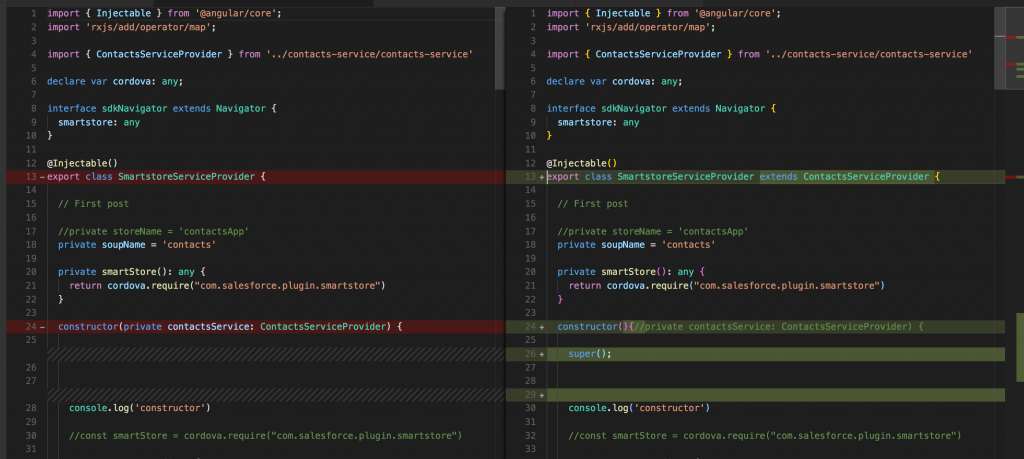 1 import { Injectable } from '@angular/core';
2 import 'rxjs/add/operator/map';
3
4 import { ContactsServiceProvider } from '../contacts-service/contacts-service'
5
6 declare var cordova: any;
7
8 interface sdkNavigator extends Navigator {
9 smartstore: any
10 }
11
12 @Injectable()
13 - export class SmartstoreServiceProvider {
14
15 // First post
16
17 //private storeName = 'contactsApp'
18 private soupName = 'contacts'
19
20 private smartStore(): any {
21 return cordova.require("com.salesforce.plugin.smartstore")
22 }
23
24 - constructor(private contactsService: ContactsServiceProvider) {
25
26
27
28 console.log('constructor')
29
30 //const smartStore = cordova.require("com.salesforce.plugin.smartstore")
31
1 import { Injectable } from '@angular/core';
2 import 'rxjs/add/operator/map';
3
4 import { ContactsServiceProvider } from '../contacts-service/contacts-service'
5
6 declare var cordova: any;
7
8 interface sdkNavigator extends Navigator {
9 smartstore: any
10 }
11
12 @Injectable()
13 + export class SmartstoreServiceProvider extends ContactsServiceProvider {
14
15 // First post
16
17 //private storeName = 'contactsApp'
18 private soupName = 'contacts'
19
20 private smartStore(): any {
21 return cordova.require("com.salesforce.plugin.smartstore")
22 }
23
24 + constructor(){//private contactsService: ContactsServiceProvider) {
25
26 + super();
27
28
29 +
30 console.log('constructor')
31
32 //const smartStore = cordova.require("com.salesforce.plugin.smartstore")
33